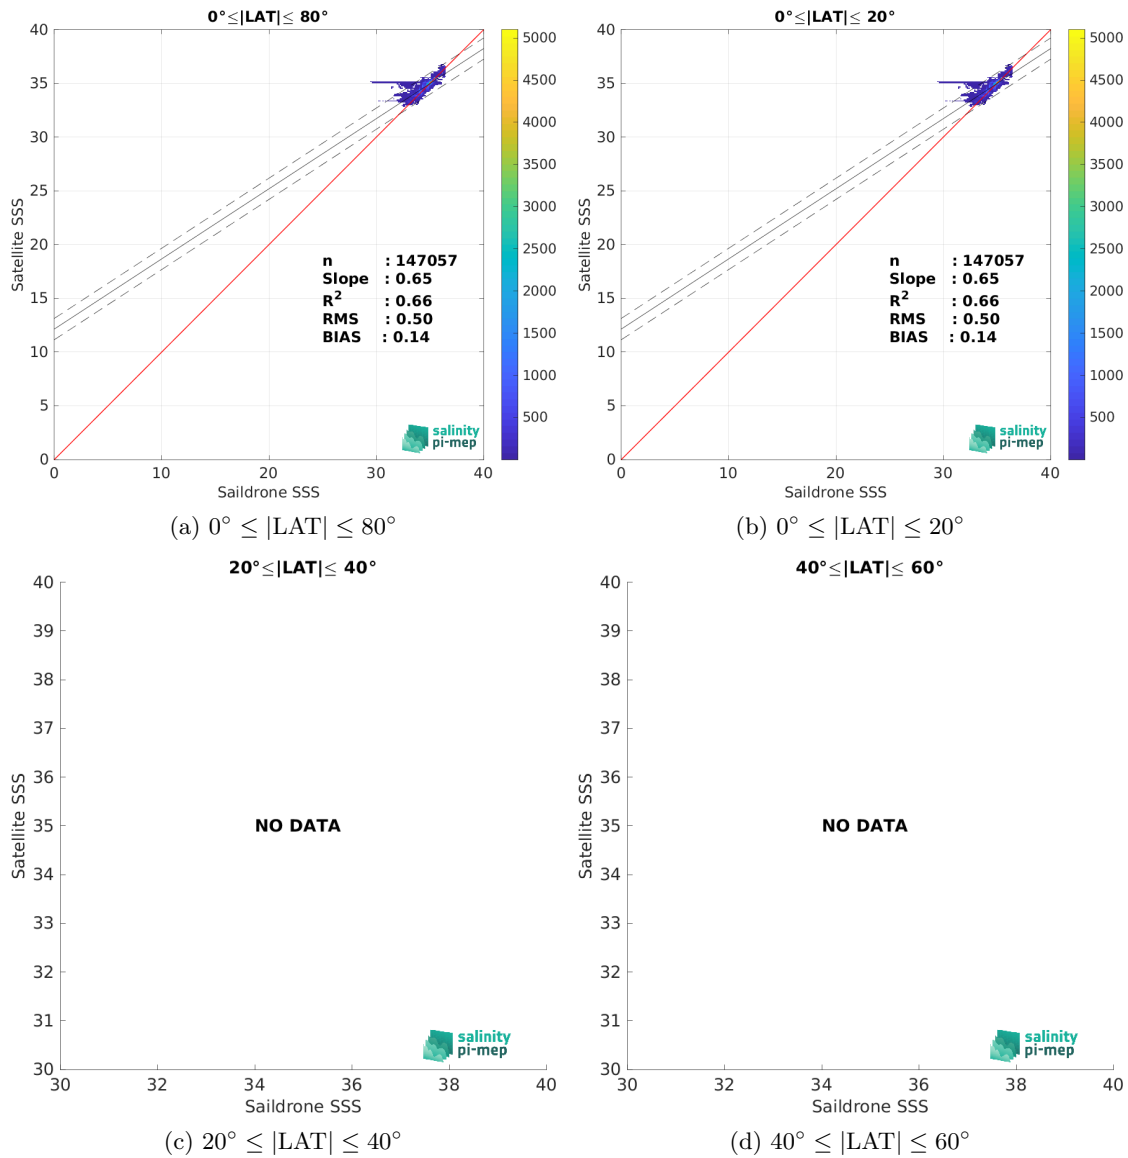 0°≤|LAT|≤ 80°
40
35
30
25
20
15
10
5
0
Satellite SSS
n : 147057
Slope : 0.65
R² : 0.66
RMS : 0.50
BIAS : 0.14
salinity
pi-mep
0 10 20 30 40
Saildrone SSS
5000
4500
4000
3500
3000
2500
2000
1500
1000
500
(a) 0° ≤ |LAT| ≤ 80°
0°≤|LAT|≤ 20°
40
35
30
25
20
15
10
5
0
Satellite SSS
n : 147057
Slope : 0.65
R² : 0.66
RMS : 0.50
BIAS : 0.14
salinity
pi-mep
0 10 20 30 40
Saildrone SSS
5000
4500
4000
3500
3000
2500
2000
1500
1000
500
(b) 0° ≤ |LAT| ≤ 20°
20°≤|LAT|≤ 40°
40
39
38
37
36
35
34
33
32
31
30
Satellite SSS
NO DATA
salinity
pi-mep
30 32 34 36 38 40
Saildrone SSS
(c) 20° ≤ |LAT| ≤ 40°
40°≤|LAT|≤ 60°
40
39
38
37
36
35
34
33
32
31
30
Satellite SSS
NO DATA
salinity
pi-mep
30 32 34 36 38 40
Saildrone SSS
(d) 40° ≤ |LAT| ≤ 60°